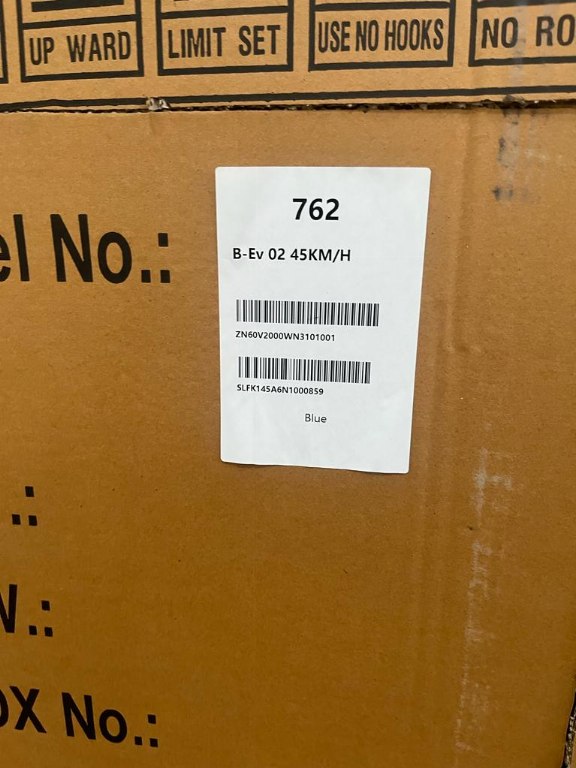 UP WARD
LIMIT SET
USE NO HOOKS
NO RO
762
B-Ev 02 45KM/H
el No.:
ZN60V2000WN3101001
SLFK145A6N1000859
Blue
.:
W.:
OX No.: